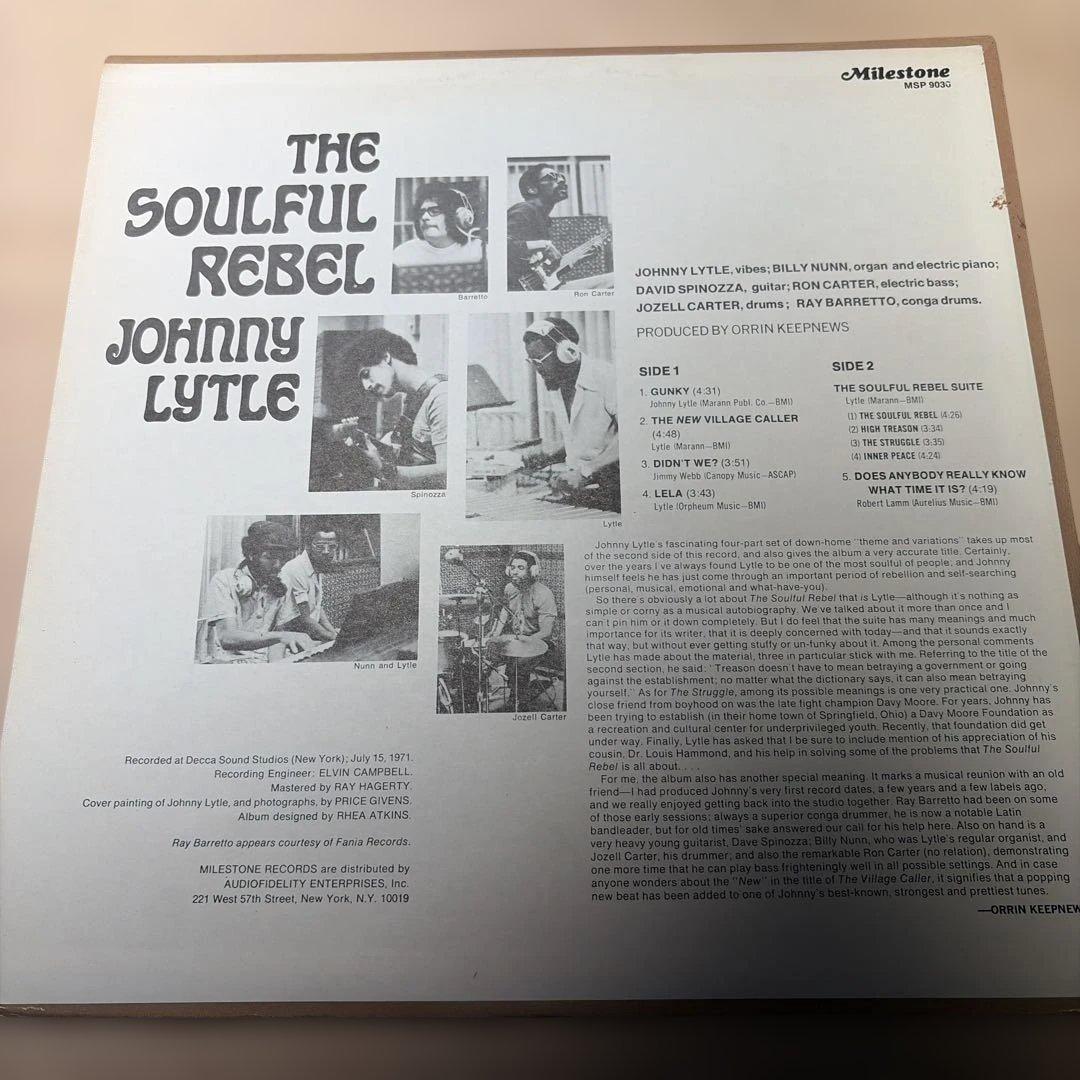 Milestone
MSP 9036
THE
SOULFUL
REBEL
JOHNNY
LYTLE
Barretto
Ron Carter
Spinozza
Lytle
Nunn and Lytle
Jozell Carter
JOHNNY LYTLE, vibes; BILLY NUNN, organ and electric piano;
DAVID SPINOZZA, guitar; RON CARTER, electric bass;
JOZELL CARTER, drums; RAY BARRETTO, conga drums.
PRODUCED BY ORRIN KEEPNEWS
SIDE 1
1. GUNKY (4:31)
Johnny Lytle (Marann Publ. Co.—BMI)
2. THE NEW VILLAGE CALLER
(4:48)
Lytle (Marann—BMI)
3. DIDN'T WE? (3:51)
Jimmy Webb (Canopy Music—ASCAP)
4. LELA (3:43)
Lytle (Orpheum Music—BMI)
SIDE 2
THE SOULFUL REBEL SUITE
Lytle (Marann—BMI)
(1) THE SOULFUL REBEL (4:26)
(2) HIGH TREASON (3:34)
(3) THE STRUGGLE (3:35)
(4) INNER PEACE (4:24)
5. DOES ANYBODY REALLY KNOW
WHAT TIME IT IS? (4:19)
Robert Lamm (Aurelius Music—BMI)
Johnny Lytle's fascinating four-part set of down-home "theme and variations" takes up most
of the second side of this record, and also gives the album a very accurate title. Certainly,
over the years I've always found Lytle to be one of the most soulful of people; and Johnny
himself feels he has just come through an important period of rebellion and self-searching
(personal, musical, emotional and what-have-you).
So there's obviously a lot about The Soulful Rebel that is Lytle—although it's nothing as
simple or corny as a musical autobiography. We've talked about it more than once and I
can't pin him or it down completely. But I do feel that the suite has many meanings and much
importance for its writer, that it is deeply concerned with today—and that it sounds exactly
that way, but without ever getting stuffy or un-funky about it. Among the personal comments
Lytle has made about the material, three in particular stick with me. Referring to the title of the
second section, he said: "Treason doesn't have to mean betraying a government or going
against the establishment; no matter what the dictionary says, it can also mean betraying
yourself." As for The Struggle, among its possible meanings is one very practical one. Johnny's
close friend from boyhood on was the late fight champion Davy Moore. For years, Johnny has
been trying to establish (in their home town of Springfield, Ohio) a Davy Moore Foundation as
a recreation and cultural center for underprivileged youth. Recently, that foundation did get
under way. Finally, Lytle has asked that I be sure to include mention of his appreciation of his
cousin, Dr. Louis Hammond, and his help in solving some of the problems that The Soulful
Rebel is all about. . . .
For me, the album also has another special meaning. It marks a musical reunion with an old
friend—I had produced Johnny's very first record dates, a few years and a few labels ago,
and we really enjoyed getting back into the studio together. Ray Barretto had been on some
of those early sessions; always a superior conga drummer, he is now a notable Latin
bandleader, but for old times' sake answered our call for his help here. Also on hand is a
very heavy young guitarist, Dave Spinozza; Billy Nunn, who was Lytle's regular organist, and
Jozell Carter, his drummer; and also the remarkable Ron Carter (no relation), demonstrating
one more time that he can play bass frighteningly well in all possible settings. And in case
anyone wonders about the "New" in the title of The Village Caller, it signifies that a popping
new beat has been added to one of Johnny's best-known, strongest and prettiest tunes.
—ORRIN KEEPNEW
Recorded at Decca Sound Studios (New York); July 15, 1971.
Recording Engineer: ELVIN CAMPBELL.
Mastered by RAY HAGERTY.
Cover painting of Johnny Lytle, and photographs, by PRICE GIVENS.
Album designed by RHEA ATKINS.
Ray Barretto appears courtesy of Fania Records.
MILESTONE RECORDS are distributed by
AUDIOFIDELITY ENTERPRISES, Inc.
221 West 57th Street, New York, N.Y. 10019